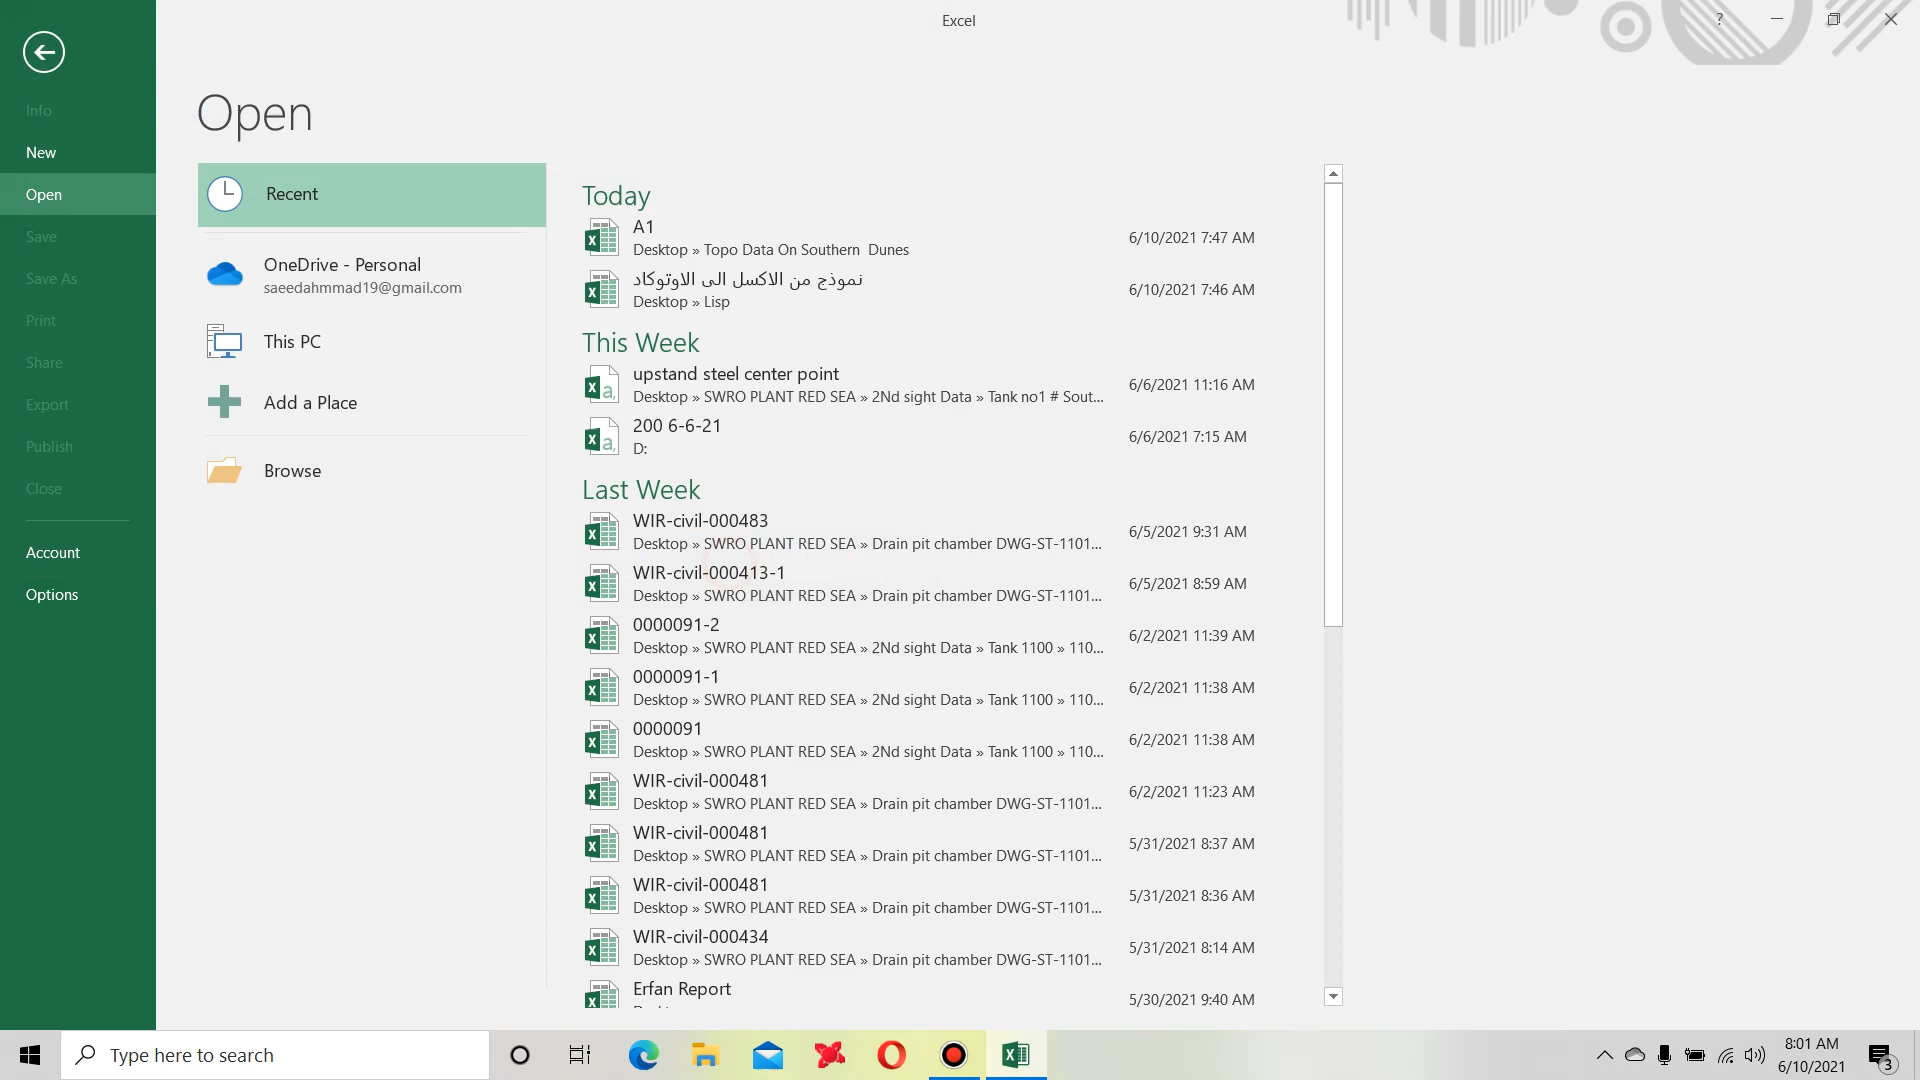 Excel
?
Info
New
Open
Save
Save As
Print
Share
Export
Publish
Close
Account
Options
Open
Recent
OneDrive - Personal
saeedahmmad19@gmail.com
This PC
Add a Place
Browse
Today
A1
Desktop » Topo Data On Southern  Dunes
6/10/2021 7:47 AM
نموذج من الاكسل الى الاوتوكاد
Desktop » Lisp
6/10/2021 7:46 AM
This Week
upstand steel center point
Desktop » SWRO PLANT RED SEA » 2Nd sight Data » Tank no1 # Sout...
6/6/2021 11:16 AM
200 6-6-21
D:
6/6/2021 7:15 AM
Last Week
WIR-civil-000483
Desktop » SWRO PLANT RED SEA » Drain pit chamber DWG-ST-1101...
6/5/2021 9:31 AM
WIR-civil-000413-1
Desktop » SWRO PLANT RED SEA » Drain pit chamber DWG-ST-1101...
6/5/2021 8:59 AM
0000091-2
Desktop » SWRO PLANT RED SEA » 2Nd sight Data » Tank 1100 » 110...
6/2/2021 11:39 AM
0000091-1
Desktop » SWRO PLANT RED SEA » 2Nd sight Data » Tank 1100 » 110...
6/2/2021 11:38 AM
0000091
Desktop » SWRO PLANT RED SEA » 2Nd sight Data » Tank 1100 » 110...
6/2/2021 11:38 AM
WIR-civil-000481
Desktop » SWRO PLANT RED SEA » Drain pit chamber DWG-ST-1101...
6/2/2021 11:23 AM
WIR-civil-000481
Desktop » SWRO PLANT RED SEA » Drain pit chamber DWG-ST-1101...
5/31/2021 8:37 AM
WIR-civil-000481
Desktop » SWRO PLANT RED SEA » Drain pit chamber DWG-ST-1101...
5/31/2021 8:36 AM
WIR-civil-000434
Desktop » SWRO PLANT RED SEA » Drain pit chamber DWG-ST-1101...
5/31/2021 8:14 AM
Erfan Report
5/30/2021 9:40 AM
Type here to search
8:01 AM
6/10/2021
3